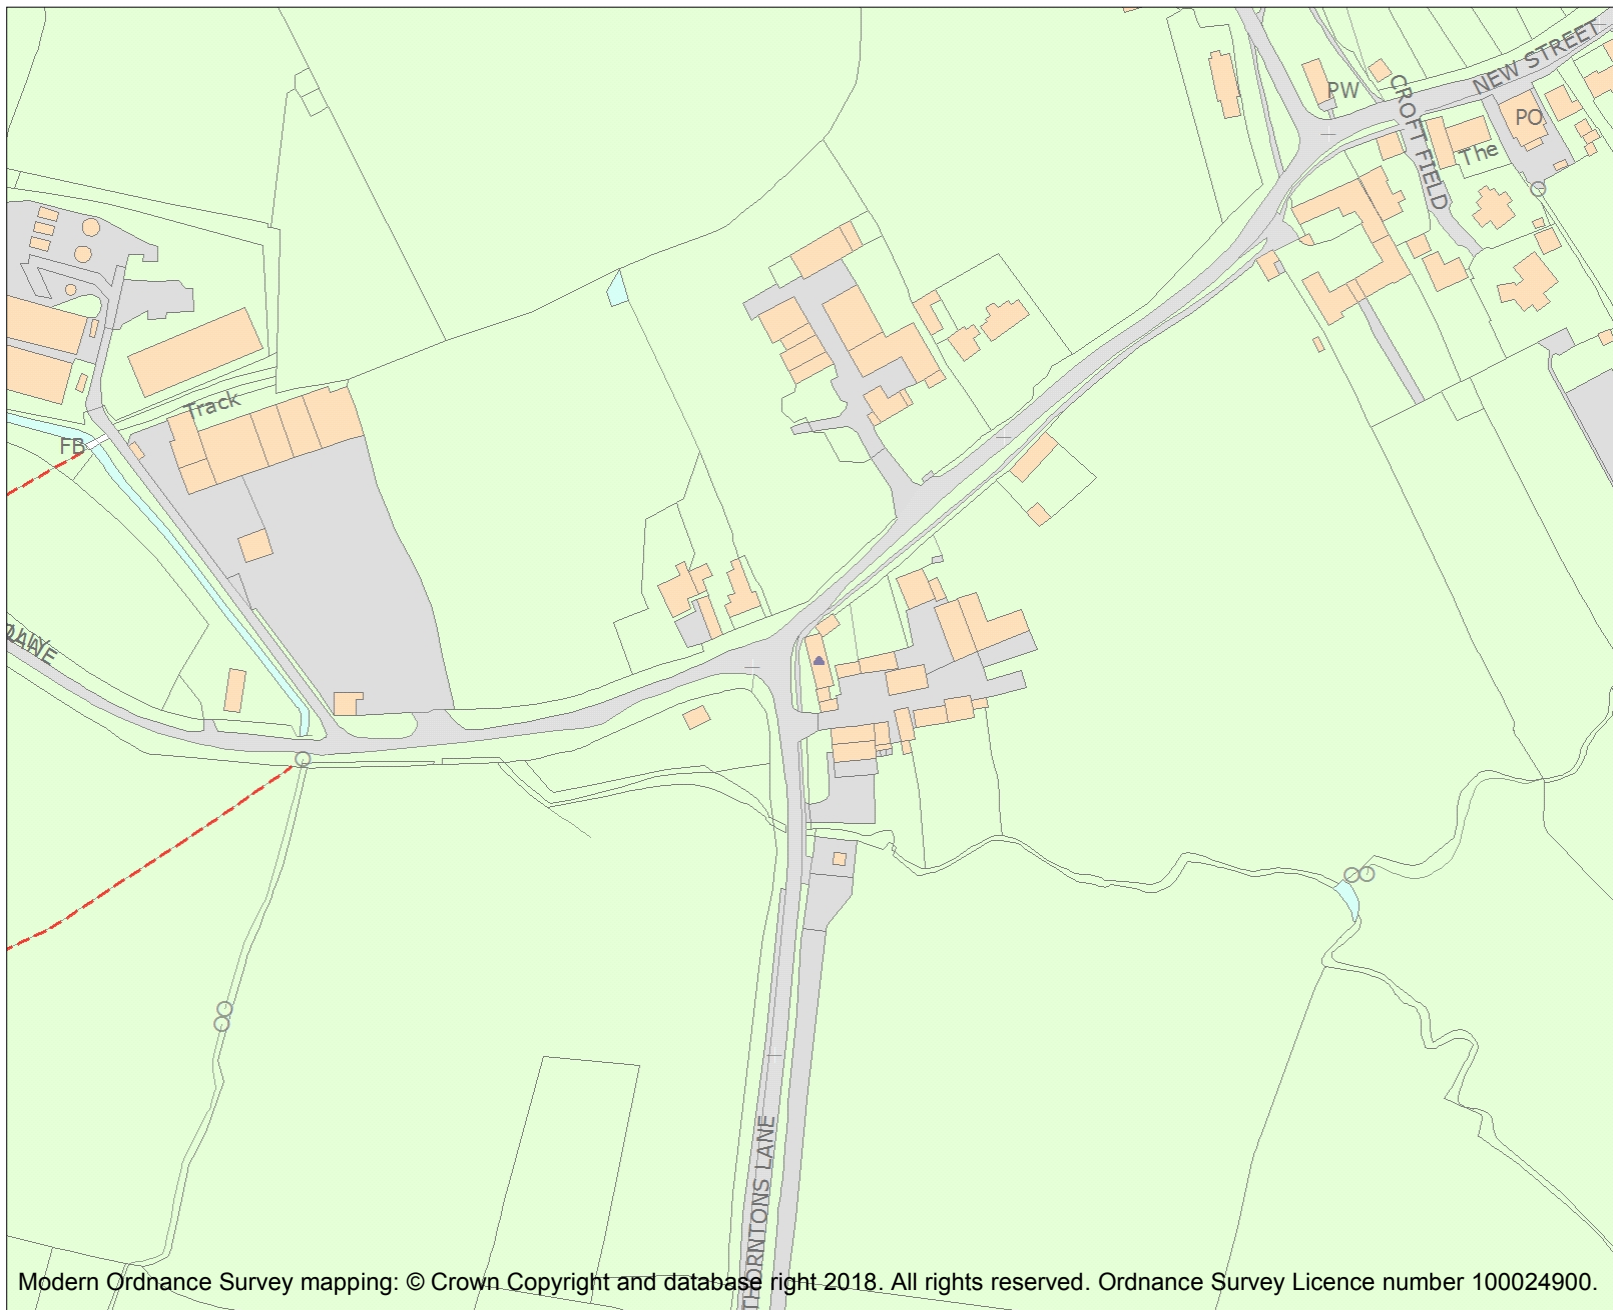 NEW STREET
PW
CROFT FIELD
PO
The
Track
FB
LANE
THORNTONS LANE
Modern Ordnance Survey mapping: © Crown Copyright and database right 2018. All rights reserved. Ordnance Survey Licence number 100024900.